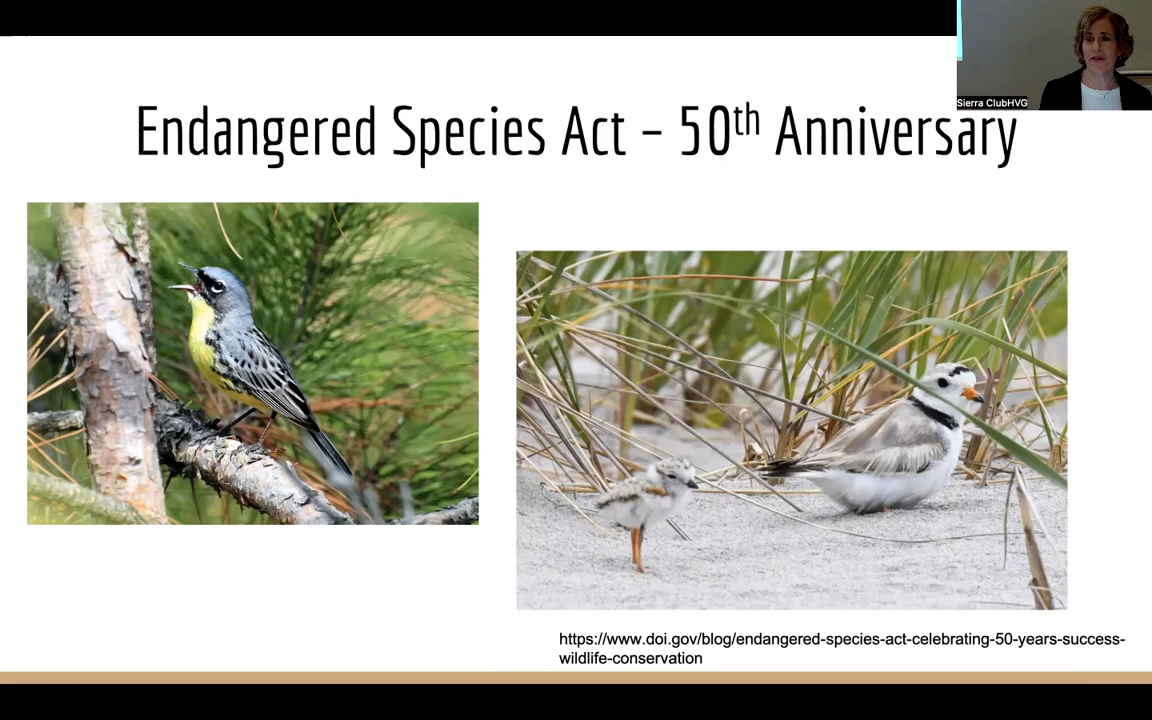 Sierra ClubHVG
Endangered Species Act – 50th Anniversary
https://www.doi.gov/blog/endangered-species-act-celebrating-50-years-success-
wildlife-conservation